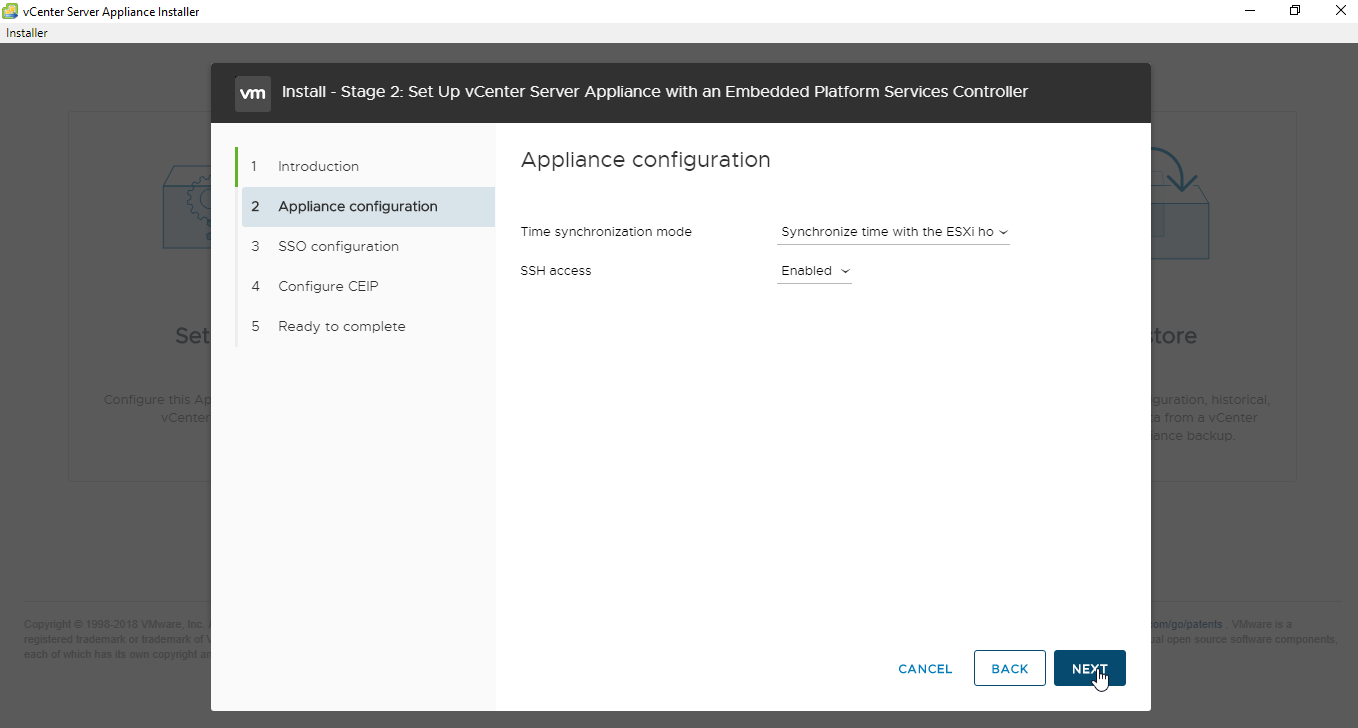 vCenter Server Appliance Installer
Installer
vm Install - Stage 2: Set Up vCenter Server Appliance with an Embedded Platform Services Controller
1 Introduction
2 Appliance configuration
3 SSO configuration
4 Configure CEIP
5 Ready to complete
Appliance configuration
Time synchronization mode Synchronize time with the ESXi ho
SSH access Enabled
CANCEL BACK NEXT
Set
Configure this Ap
vCenter
tore
guration, historical,
ta from a vCenter
ance backup.
Copyright © 1998-2018 VMware, Inc.
registered trademark or trademark of V
each of which has its own copyright an
com/go/patents VMware is a
ual open source software components,